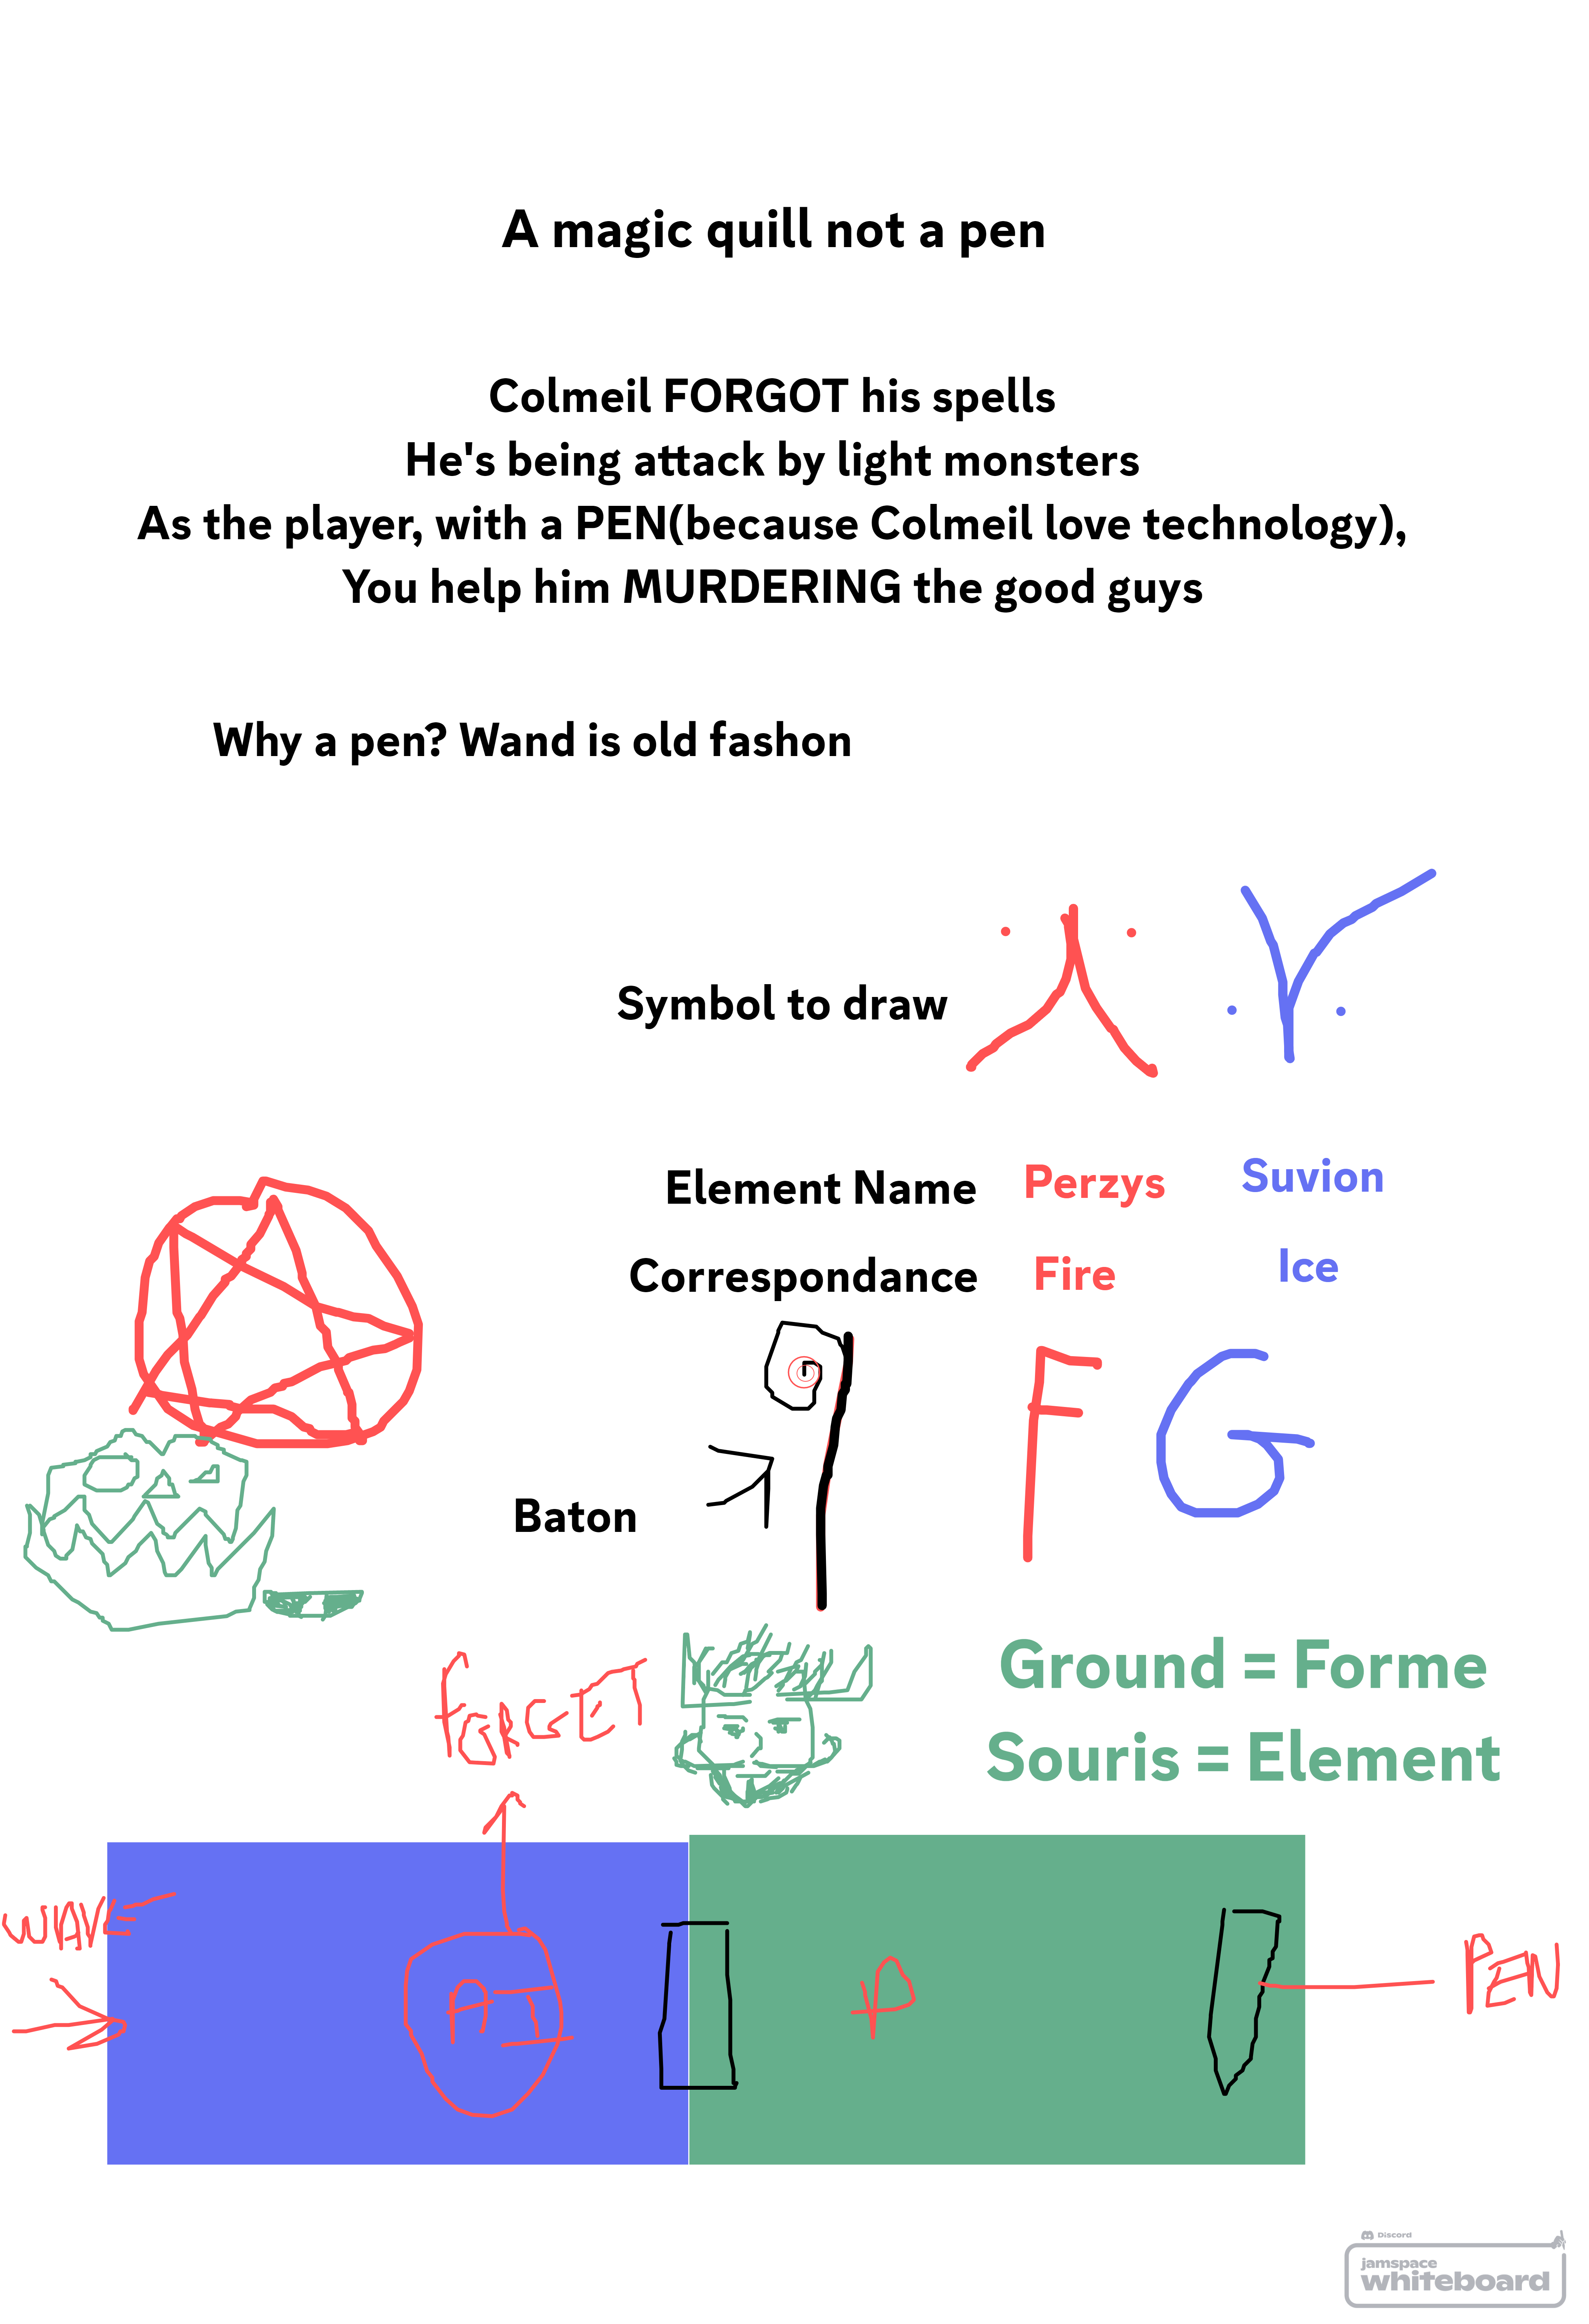 A magic quill not a pen
Colmeil FORGOT his spells
He's being attack by light monsters
As the player, with a PEN(because Colmeil love technology),
You help him MURDERING the good guys
Why a pen? Wand is old fashon
Symbol to draw
Element Name Perzys Suvion
Correspondance Fire Ice
F G
Baton
Ground = Forme
FORGET
Souris = Element
WAVE
AI
P
PEN
Discord
jamspace
whiteboard